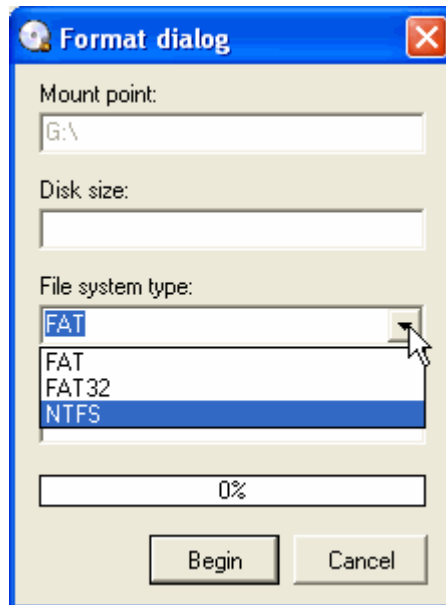 Format dialog
Mount point:
G:\
Disk size:
File system type:
FAT
FAT
FAT32
NTFS
0%
Begin
Cancel